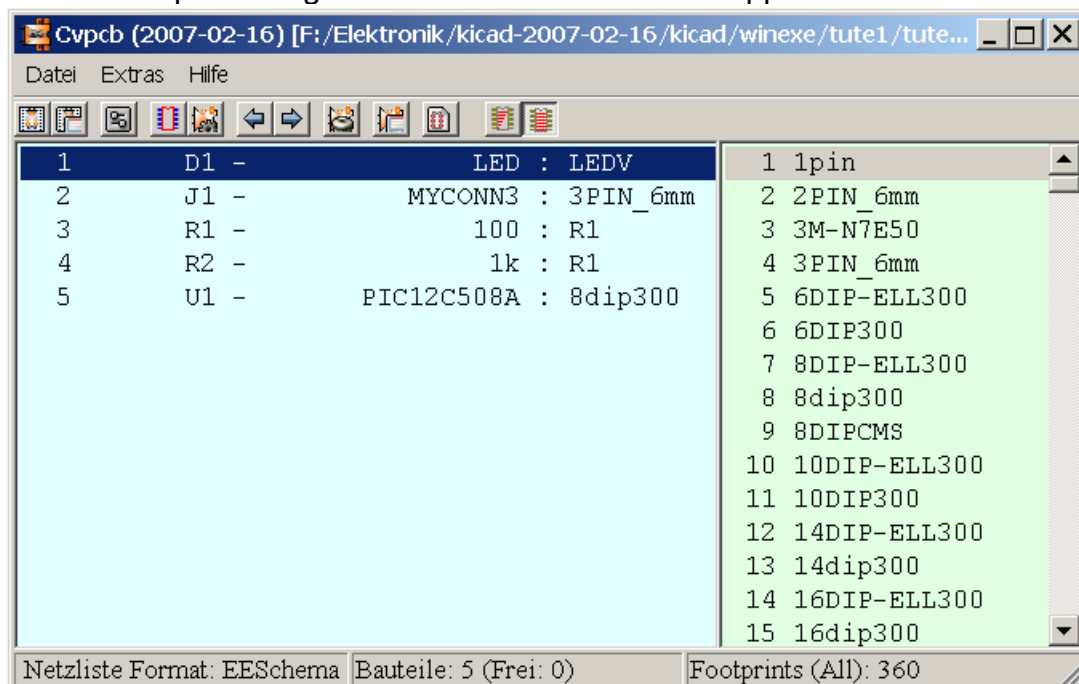 Cvpcb (2007-02-16) [F:/Elektronik/kicad-2007-02-16/kicad/winexe/tute1/tute...
Datei Extras Hilfe
1 D1 - LED : LEDV
2 J1 - MYCONN3 : 3PIN_6mm
3 R1 - 100 : R1
4 R2 - 1k : R1
5 U1 - PIC12C508A : 8dip300
1 1pin
2 2PIN_6mm
3 3M-N7E50
4 3PIN_6mm
5 6DIP-ELL300
6 6DIP300
7 8DIP-ELL300
8 8dip300
9 8DIPCMS
10 10DIP-ELL300
11 10DIP300
12 14DIP-ELL300
13 14dip300
14 16DIP-ELL300
15 16dip300
Netzliste Format: EESchema Bauteile: 5 (Frei: 0) Footprints (All): 360